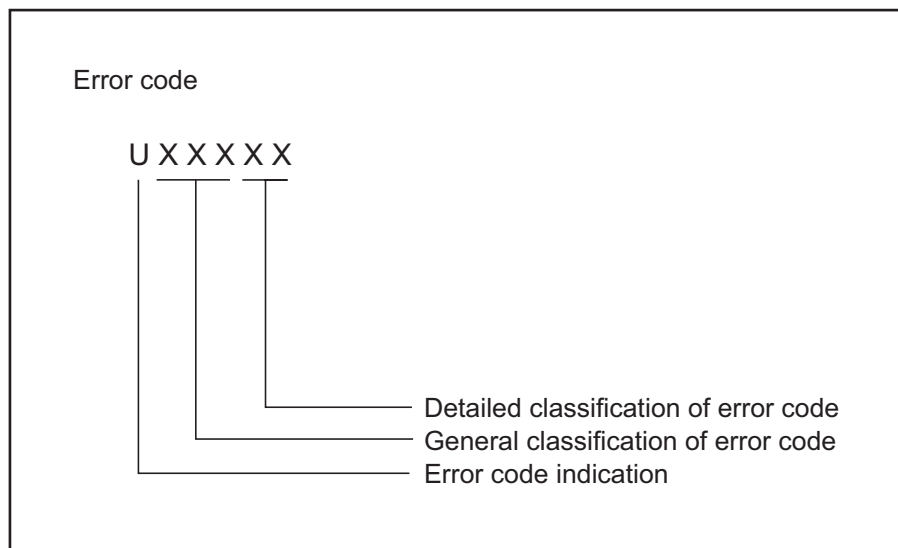 Error code
U X X X X X
Detailed classification of error code
General classification of error code
Error code indication